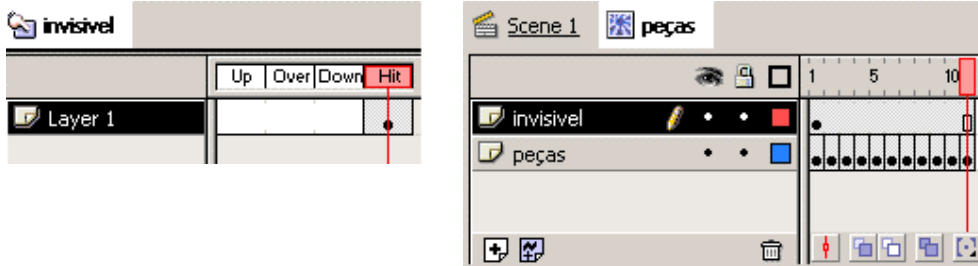 invisivel
Up Over Down Hit
Layer 1
Scene 1 peças
1 5 10
invisivel
peças